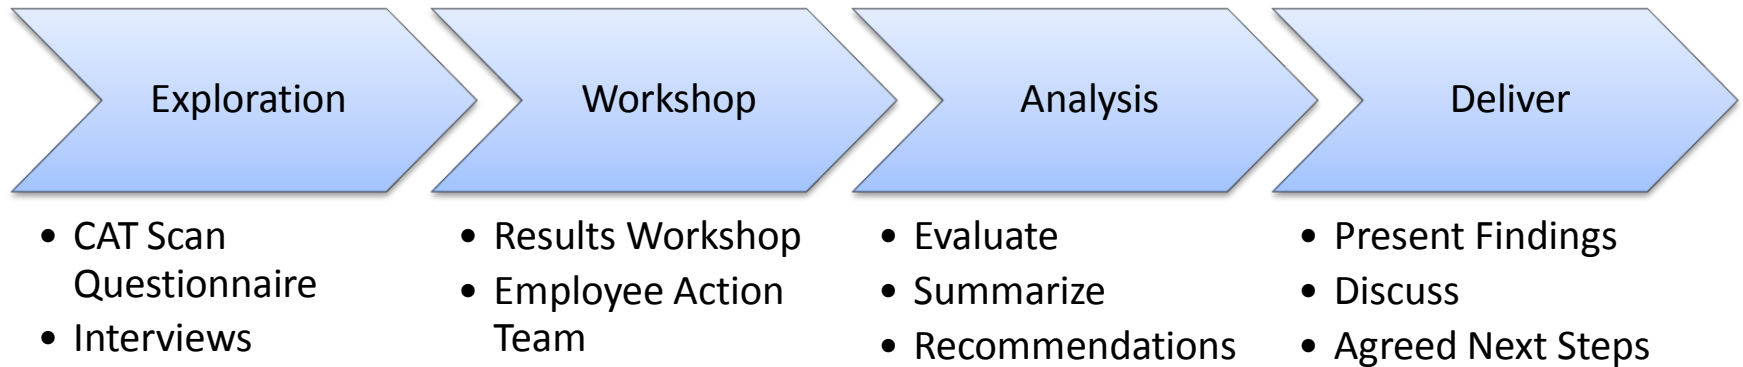 Exploration
Workshop
Analysis
Deliver
• CAT Scan
Questionnaire
• Interviews
• Results Workshop
• Employee Action
Team
• Evaluate
• Summarize
• Recommendations
• Present Findings
• Discuss
• Agreed Next Steps